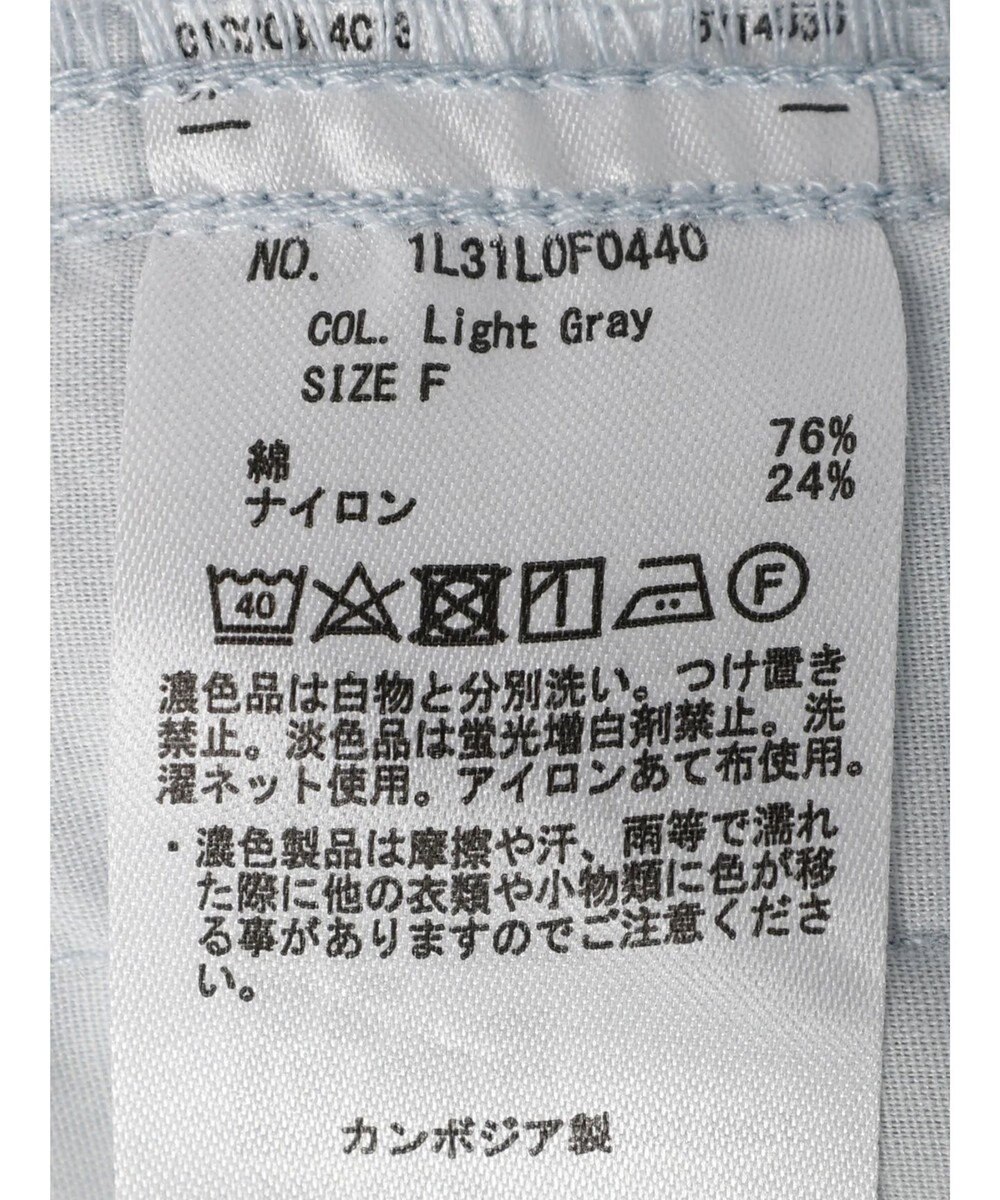 NO. 1L31L0F0440
COL. Light Gray
SIZE F
綿 76%
ナイロン 24%
40
F
濃色品は白物と分別洗い。つけ置き
禁止。淡色品は蛍光増白剤禁止。洗
濯ネット使用。アイロンあて布使用。
・濃色製品は摩擦や汗、雨等で濡れ
た際に他の衣類や小物類に色が移
る事がありますのでご注意くださ
い。
カンボジア製